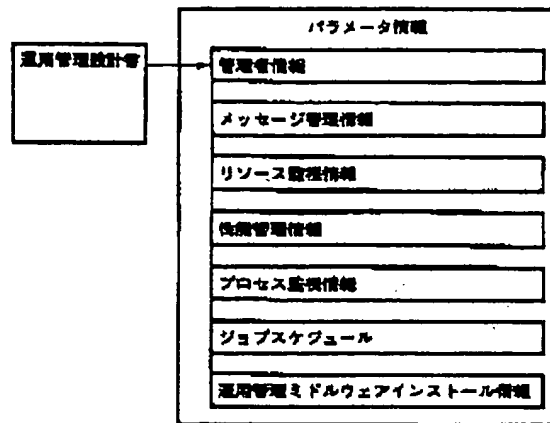 パラメータ情報
運用管理設計書
管理者情報
メッセージ管理情報
リソース監視情報
性能管理情報
プロセス監視情報
ジョブスケジュール
運用管理ミドルウェアインストール情報